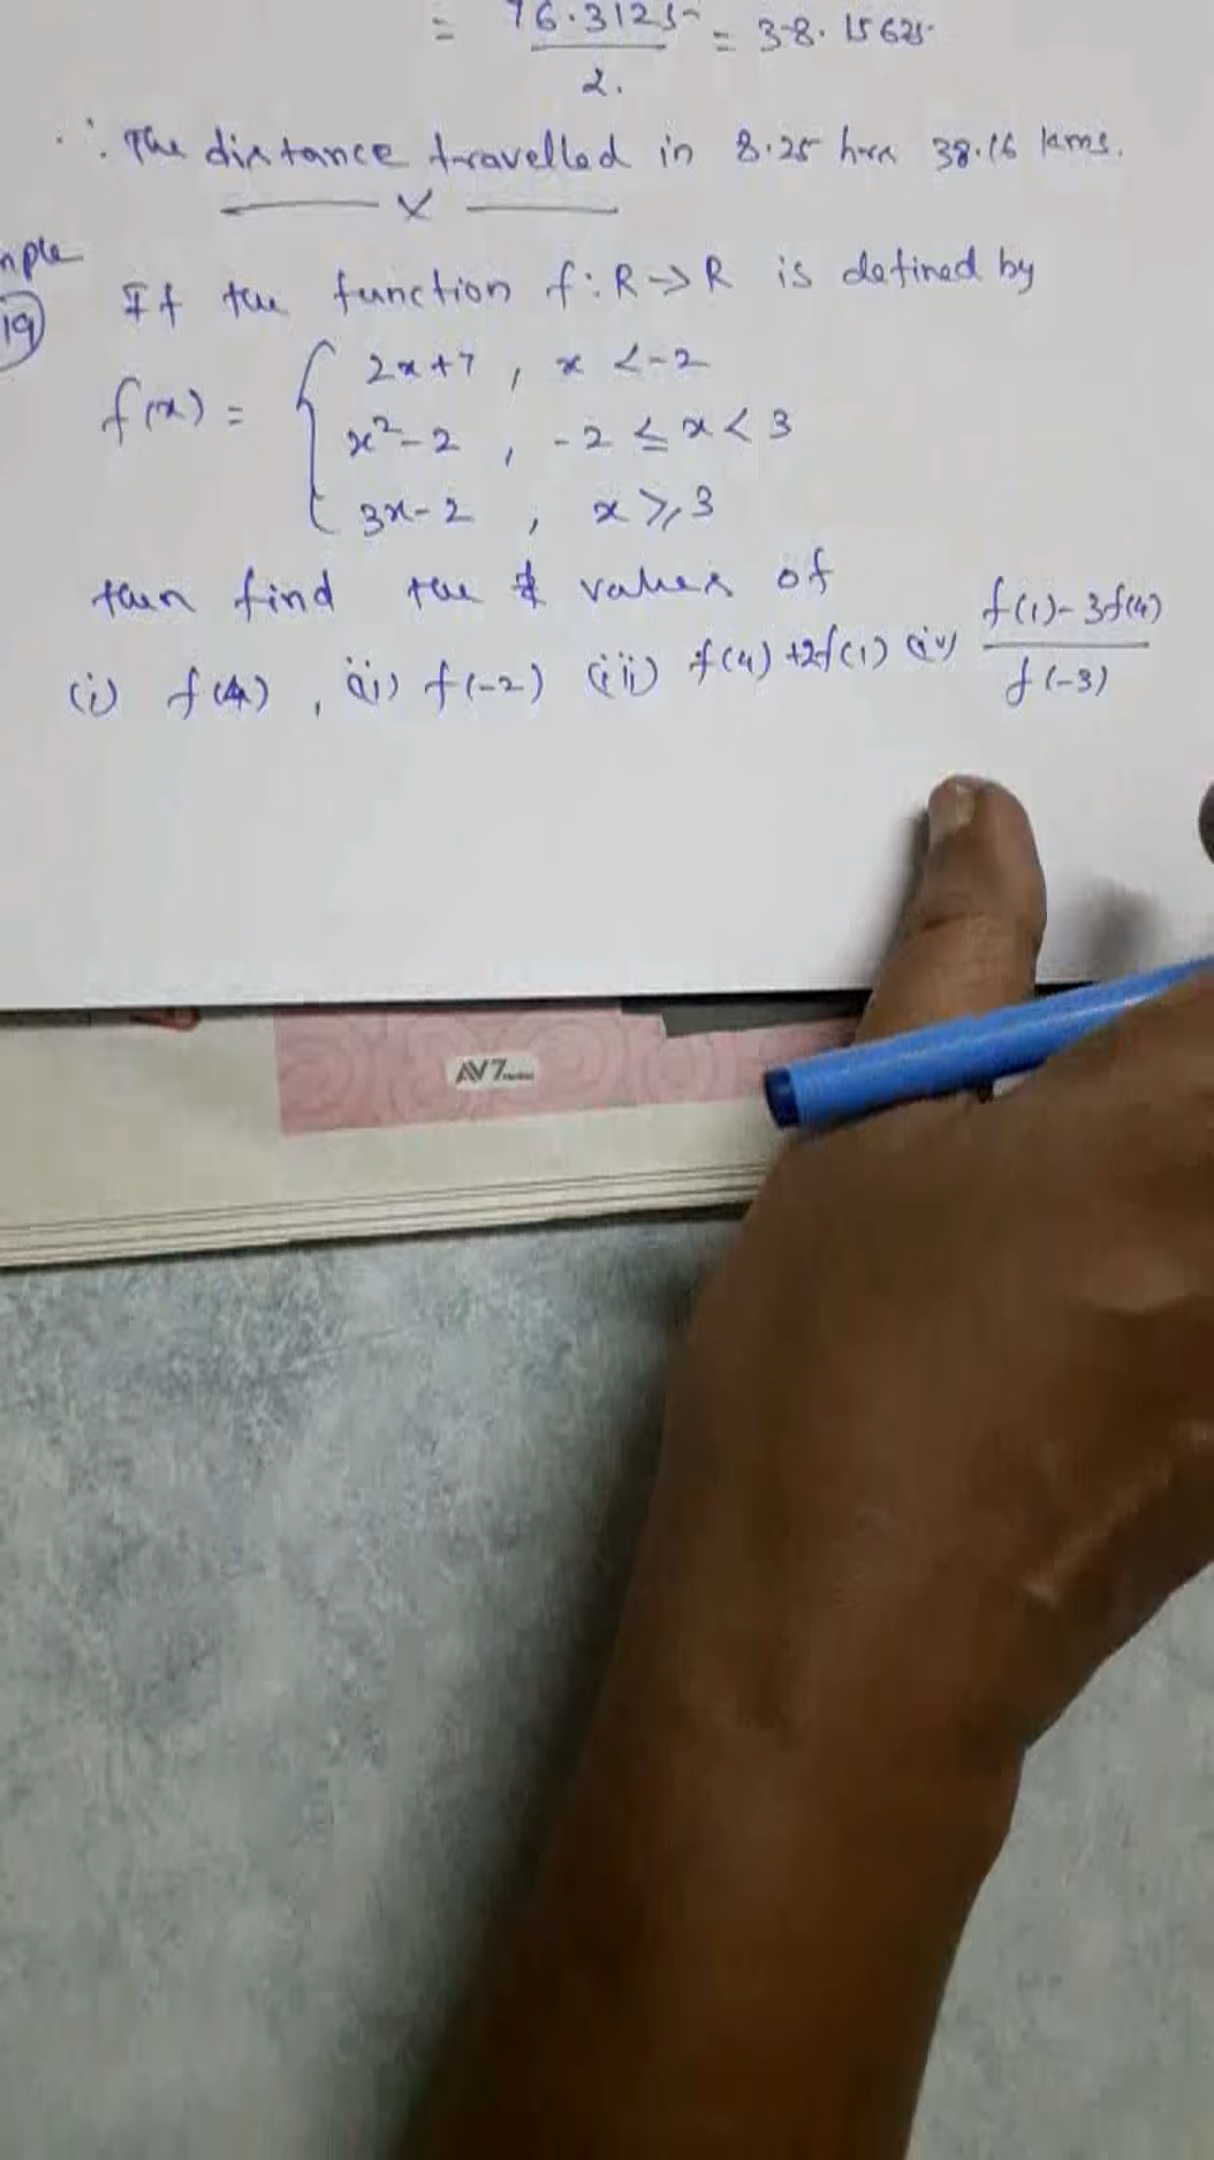 = 76.3125 / 2. = 38.15625
∴ The distance travelled in 8.25 hrs 38.16 kms.
x
mple
19 If the function f:R→R is defined by
f(x) = { 2x+7 , x < -2
x²-2 , -2 ≤ x < 3
3x-2 , x ≥ 3
then find the values of
(i) f(4) , (ii) f(-2) (iii) f(4)+2f(1) (iv) f(1)-3f(4) / f(-3)
AV7